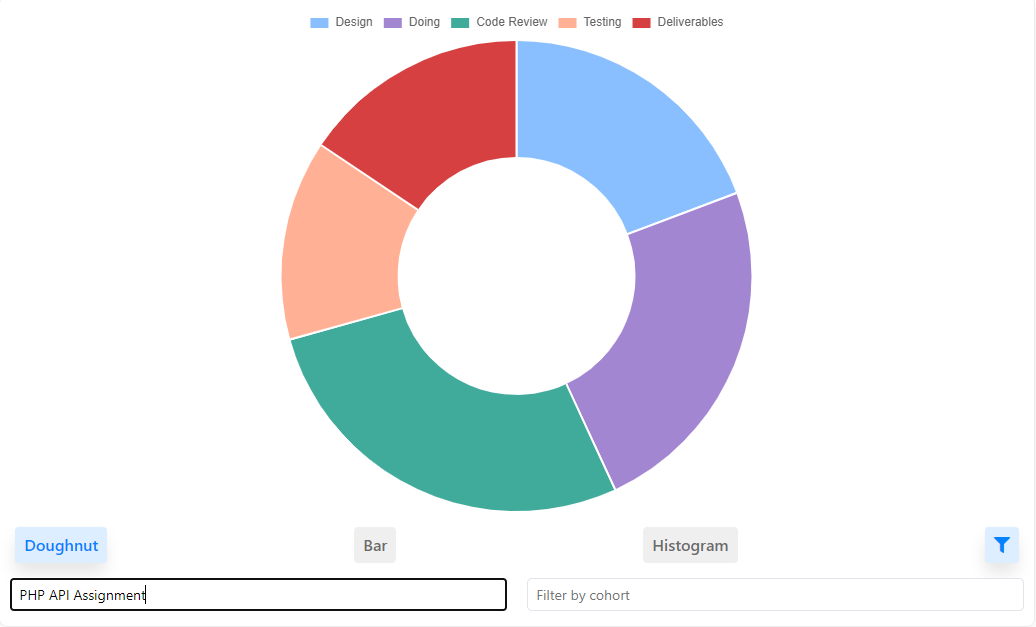 Design Doing Code Review Testing Deliverables
Doughnut Bar Histogram
PHP API Assignment Filter by cohort